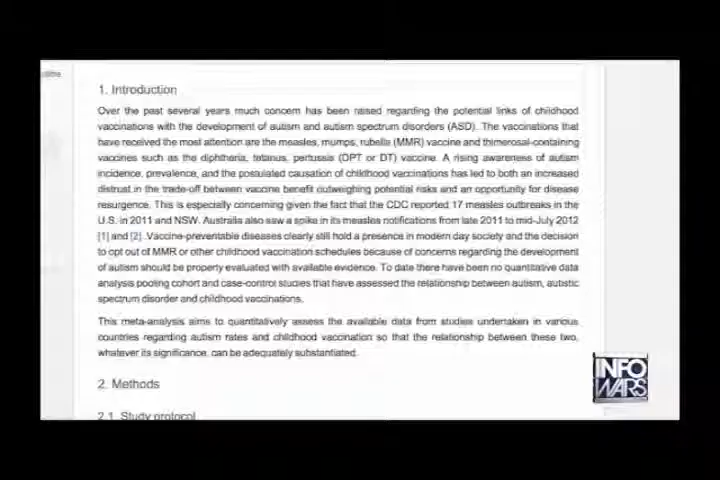 1. Introduction
Over the past several years much concern has been raised regarding the potential links of childhood
vaccinations with the development of autism and autism spectrum disorders (ASD). The vaccinations that
have received the most attention are the measles, mumps, rubella (MMR) vaccine and thimerosal-containing
vaccines such as the diphtheria, tetanus, pertussis (DPT or DT) vaccine. A rising awareness of autism
incidence, prevalence, and the postulated causation of childhood vaccinations has led to both an increased
distrust in the trade-off between vaccine benefit outweighing potential risks and an opportunity for disease
resurgence. This is especially concerning given the fact that the CDC reported 17 measles outbreaks in the
U.S. in 2011 and NSW. Australia also saw a spike in its measles notifications from late 2011 to mid-July 2012
[1] and [2]. Vaccine-preventable diseases clearly still hold a presence in modern day society and the decision
to opt out of MMR or other childhood vaccination schedules because of concerns regarding the development
of autism should be properly evaluated with available evidence. To date there have been no quantitative data
analysis pooling cohort and case-control studies that have assessed the relationship between autism, autistic
spectrum disorder and childhood vaccinations.
This meta-analysis aims to quantitatively assess the available data from studies undertaken in various
countries regarding autism rates and childhood vaccination so that the relationship between these two,
whatever its significance, can be adequately substantiated.
INFO
WARS
2. Methods
2.1. Study protocol